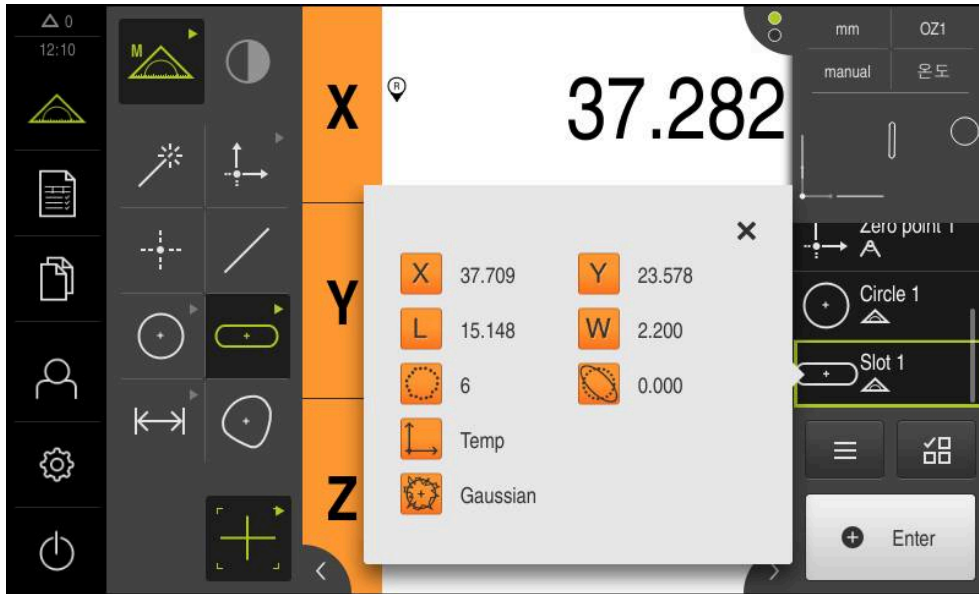 0
12:10
M
X
R
37.282
mm
OZ1
manual
온도
X 37.709 Y 23.578
L 15.148 W 2.200
6 0.000
Temp
Gaussian
Y
Z
Zero point 1
Circle 1
Slot 1
Enter